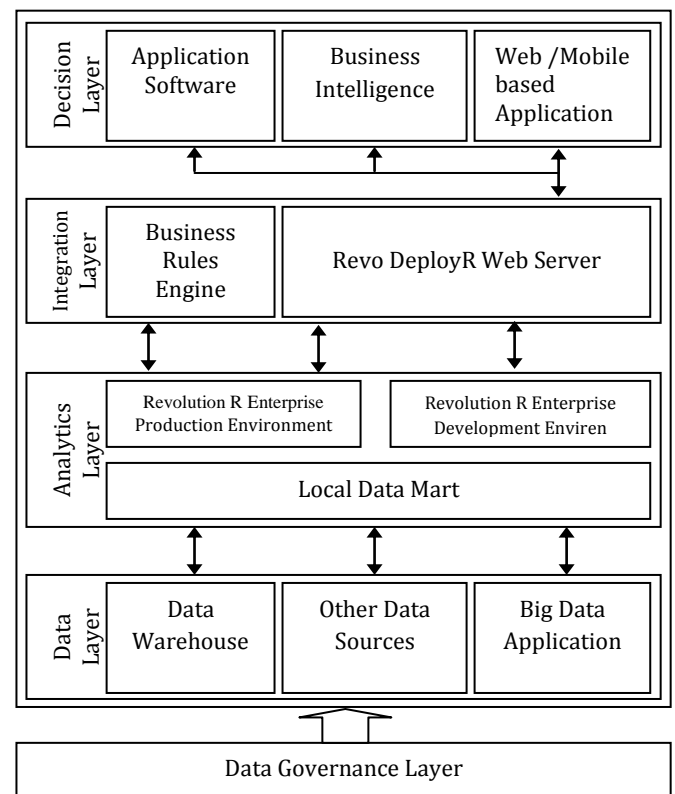 Decision
Layer
Application
Software
Business
Intelligence
Web /Mobile
based
Application
Integration
Layer
Business
Rules
Engine
Revo DeployR Web Server
Analytics
Layer
Revolution R Enterprise
Production Environment
Revolution R Enterprise
Development Enviren
Local Data Mart
Data
Layer
Data
Warehouse
Other Data
Sources
Big Data
Application
Data Governance Layer